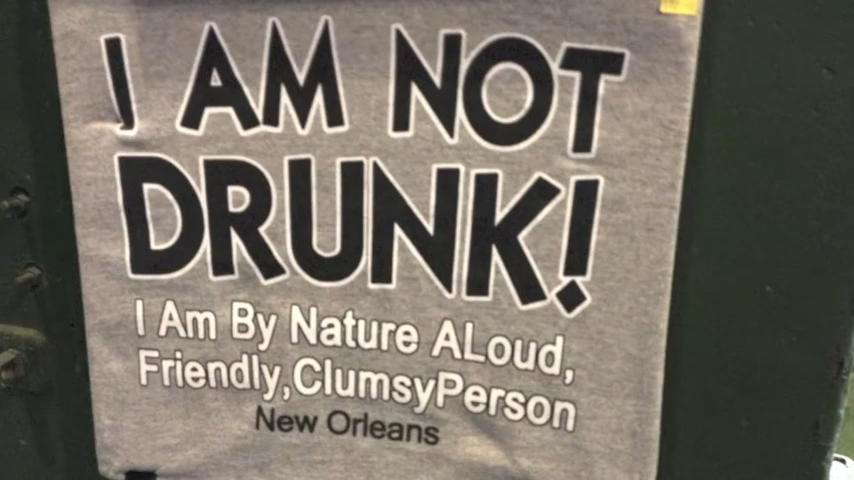 I AM NOT
DRUNK!
I Am By Nature ALoud,
Friendly,ClumsyPerson
New Orleans